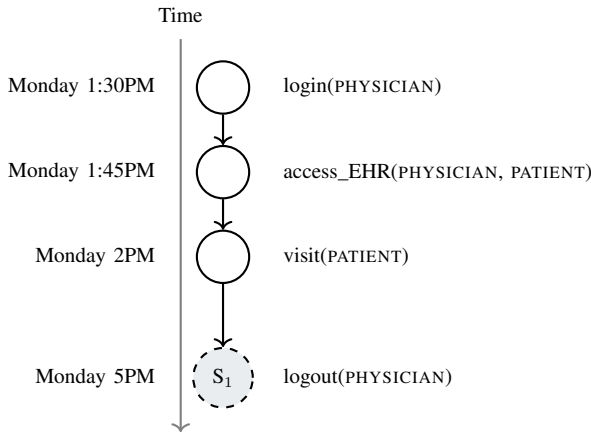 Time
Monday 1:30PM login(PHYSICIAN)
Monday 1:45PM access_EHR(PHYSICIAN, PATIENT)
Monday 2PM visit(PATIENT)
Monday 5PM S₁ logout(PHYSICIAN)